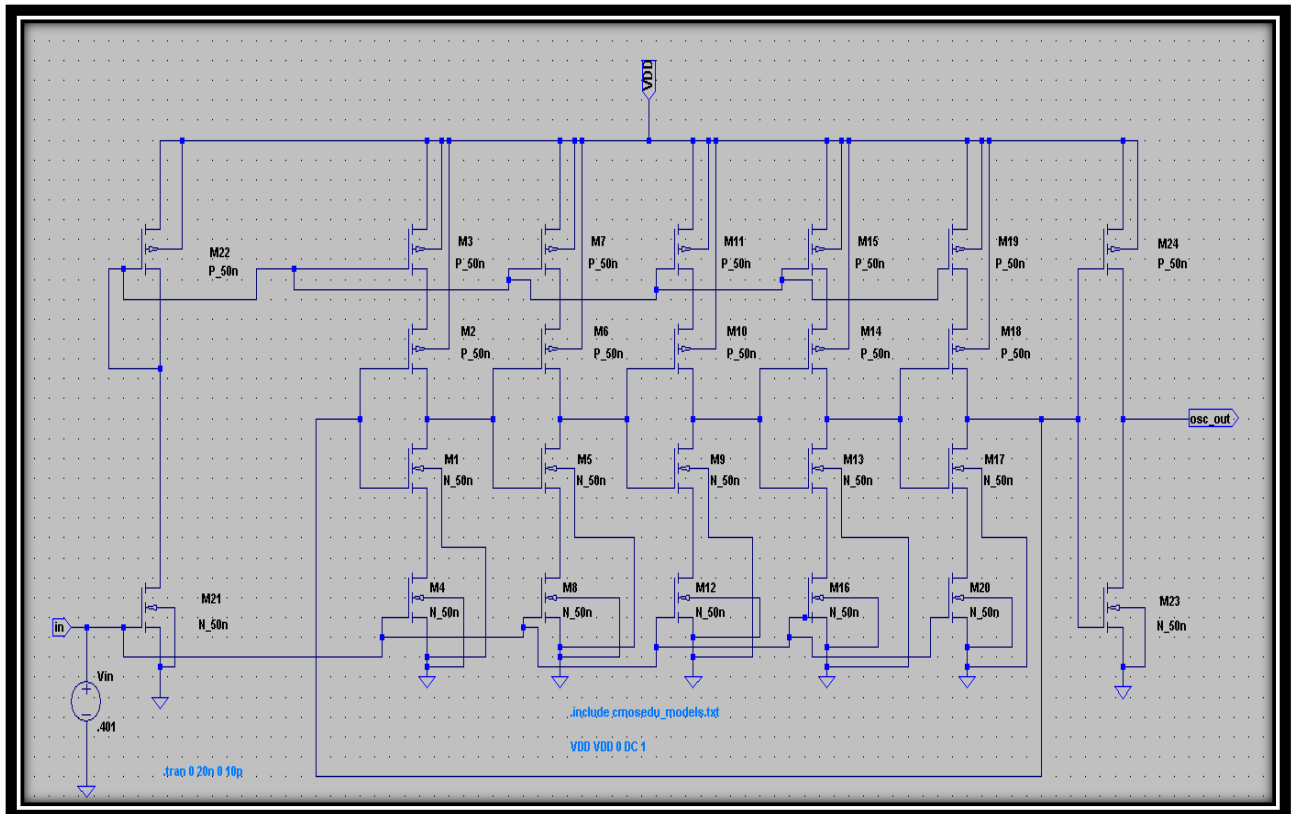 VDD
M22
P_50n
M3
P_50n
M7
P_50n
M11
P_50n
M15
P_50n
M19
P_50n
M24
P_50n
M2
P_50n
M6
P_50n
M10
P_50n
M14
P_50n
M18
P_50n
osc_out
M1
N_50n
M5
N_50n
M9
N_50n
M13
N_50n
M17
N_50n
M21
N_50n
M4
N_50n
M8
N_50n
M12
N_50n
M16
N_50n
M20
N_50n
M23
N_50n
in
Vin
.401
.include cmosedu_models.txt
VDD VDD 0 DC 1
.tran 0 20n 0 10p